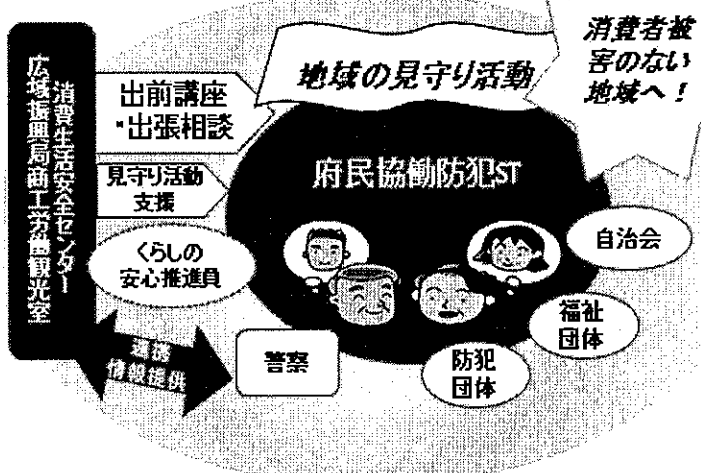 消費者被
害のない
地域へ!
地域の見守り活動
消費生活安全センター
広域振興局商工労働観光室
出前講座
・出張相談
見守り活動
支援
くらしの
安心推進員
府民協働防犯ST
自治会
福祉
団体
防犯
団体
警察
連携
情報提供